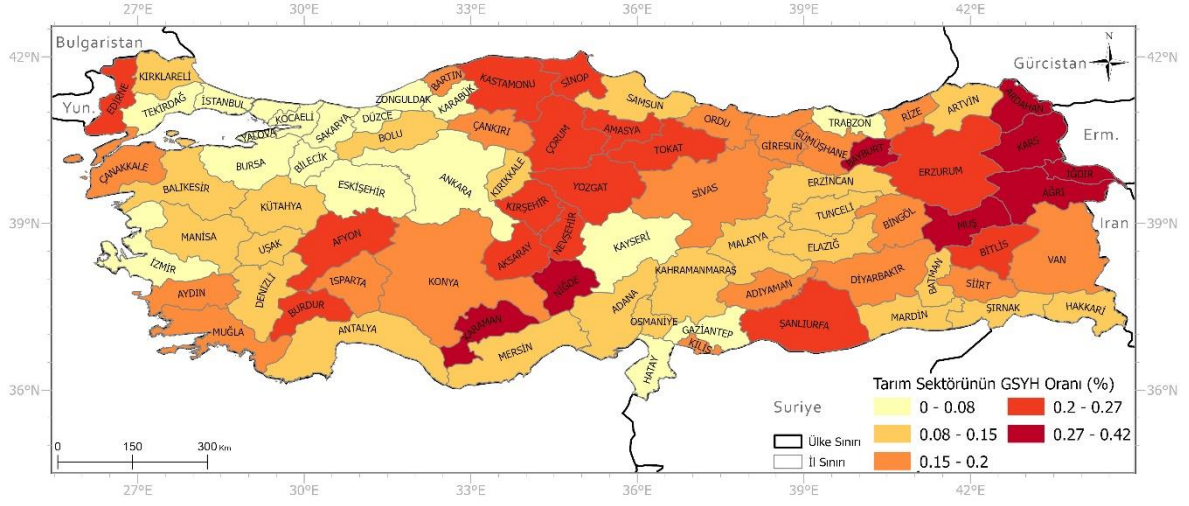 27°E 30°E 33°E 36°E 39°E 42°E
Bulgaristan
N
42°N
42°N
Gürcistan
KIRKLARELİ
EDİRNE
TEKİRDAĞ
İSTANBUL
Yun.
KOCAELİ
YALOVA
SAKARYA
DÜZCE
ZONGULDAK
BARTIN
KARABÜK
KASTAMONU
SİNOP
SAMSUN
ORDU
TRABZON
RİZE
ARTVİN
ARDAHAN
Erm.
BOLU
ÇANKIRI
ÇORUM
AMASYA
TOKAT
GİRESUN
GÜMÜŞHANE
BAYBURT
KARS
IĞDIR
ÇANAKKALE
BURSA
BİLECİK
ESKİŞEHİR
ANKARA
KIRIKKALE
YOZGAT
SİVAS
ERZİNCAN
ERZURUM
AĞRI
39°N
39°N
Iran
BALIKESİR
KÜTAHYA
KIRŞEHİR
NEVŞEHİR
KAYSERİ
TUNCELİ
BİNGÖL
MUŞ
MANİSA
UŞAK
AFYON
AKSARAY
MALATYA
ELAZIĞ
BİTLİS
VAN
İZMİR
DENİZLİ
ISPARTA
KONYA
NİĞDE
KAHRAMANMARAŞ
ADIYAMAN
DİYARBAKIR
BATMAN
SİİRT
AYDIN
BURDUR
KARAMAN
ADANA
OSMANİYE
GAZİANTEP
ŞANLIURFA
MARDİN
ŞIRNAK
HAKKARİ
MUĞLA
ANTALYA
MERSİN
KİLİS
HATAY
36°N
36°N
Suriye
Tarım Sektörünün GSYH Oranı (%)
0 - 0.08
0.2 - 0.27
0.08 - 0.15
0.27 - 0.42
0.15 - 0.2
Ülke Sınırı
İl Sınırı
0 150 300 Km
27°E 30°E 33°E 36°E 39°E 42°E